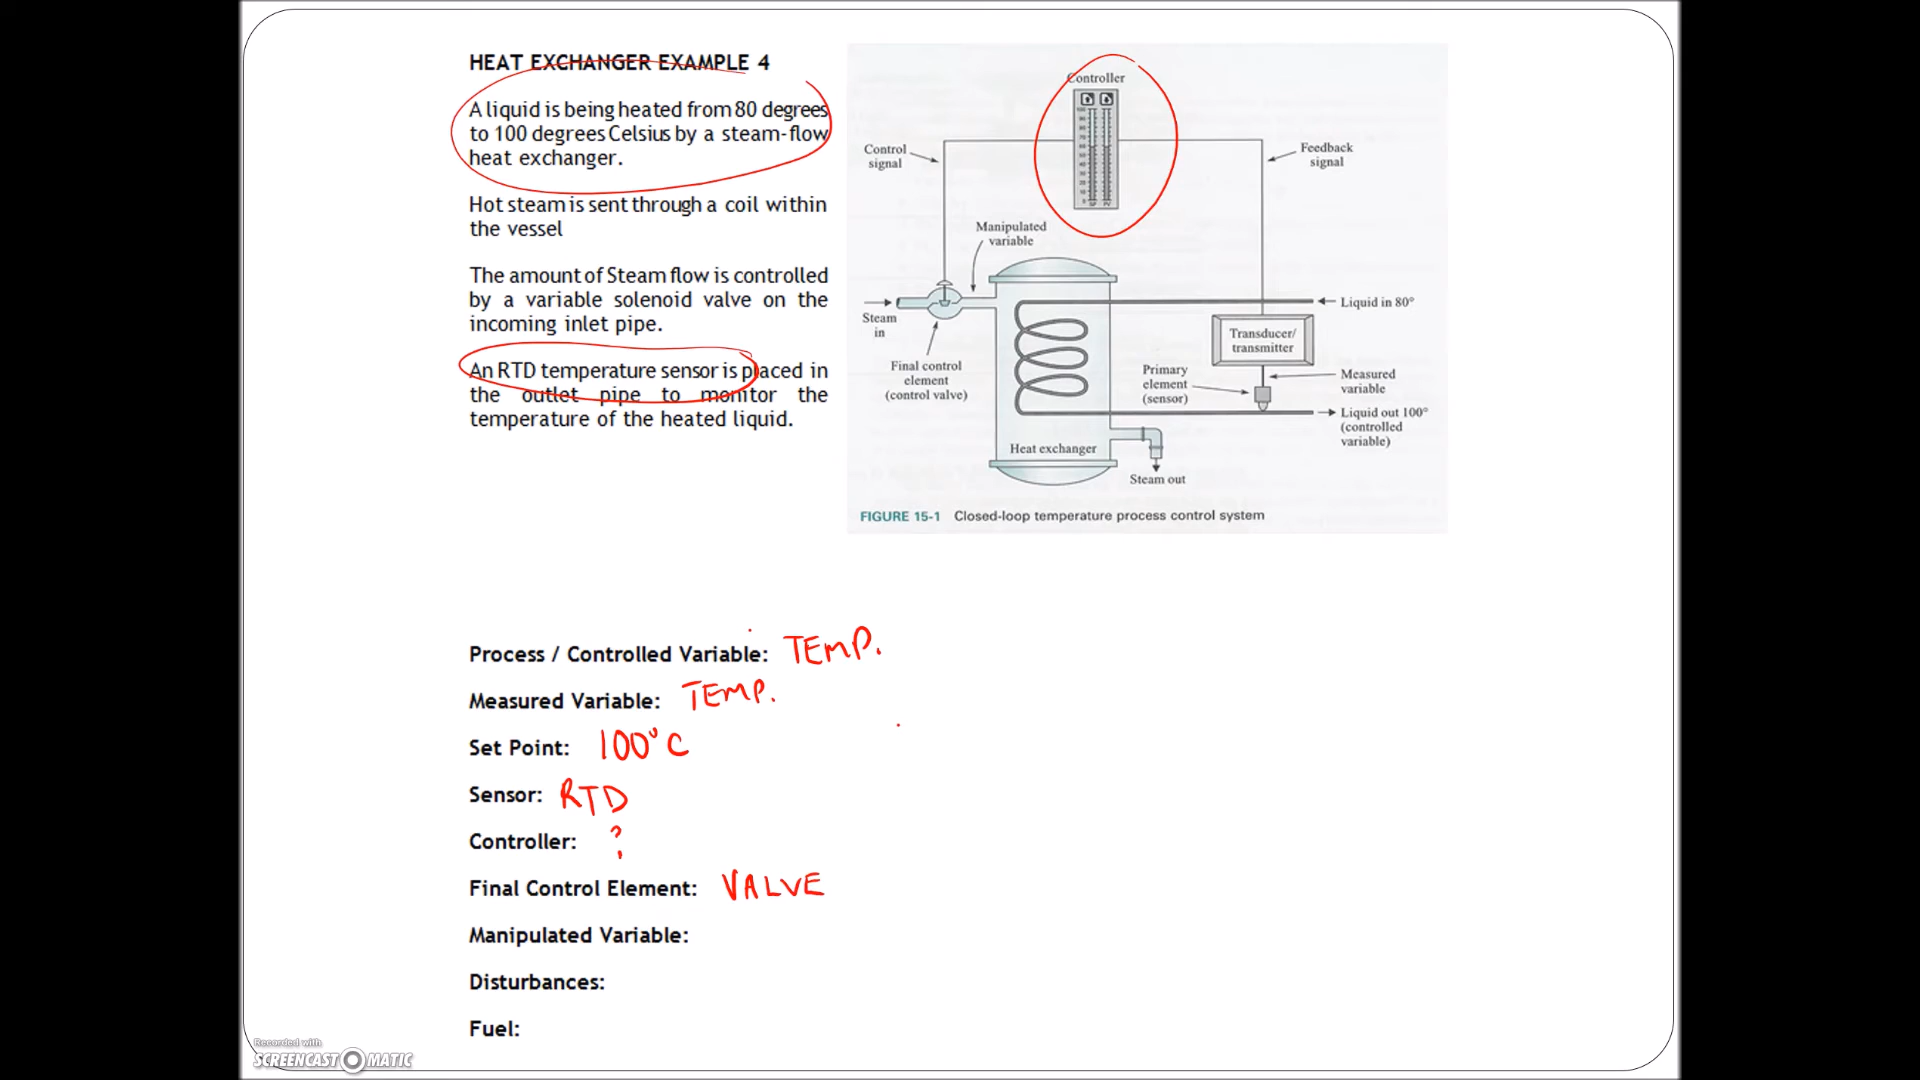 HEAT EXCHANGER EXAMPLE 4
A liquid is being heated from 80 degrees
to 100 degrees Celsius by a steam-flow
heat exchanger.
Hot steam is sent through a coil within
the vessel
The amount of Steam flow is controlled
by a variable solenoid valve on the
incoming inlet pipe.
An RTD temperature sensor is placed in
the outlet pipe to monitor the
temperature of the heated liquid.
Controller
Control
signal
Feedback
signal
Manipulated
variable
Steam
in
Liquid in 80°
Transducer/
transmitter
Final control
element
(control valve)
Primary
element
(sensor)
Measured
variable
Liquid out 100°
(controlled
variable)
Heat exchanger
Steam out
FIGURE 15-1 Closed-loop temperature process control system
Process / Controlled Variable: TEMP.
Measured Variable: TEMP.
Set Point: 100°C
Sensor: RTD
Controller: ?
Final Control Element: VALVE
Manipulated Variable:
Disturbances:
Fuel:
Recorded with
SCREENCAST O MATIC